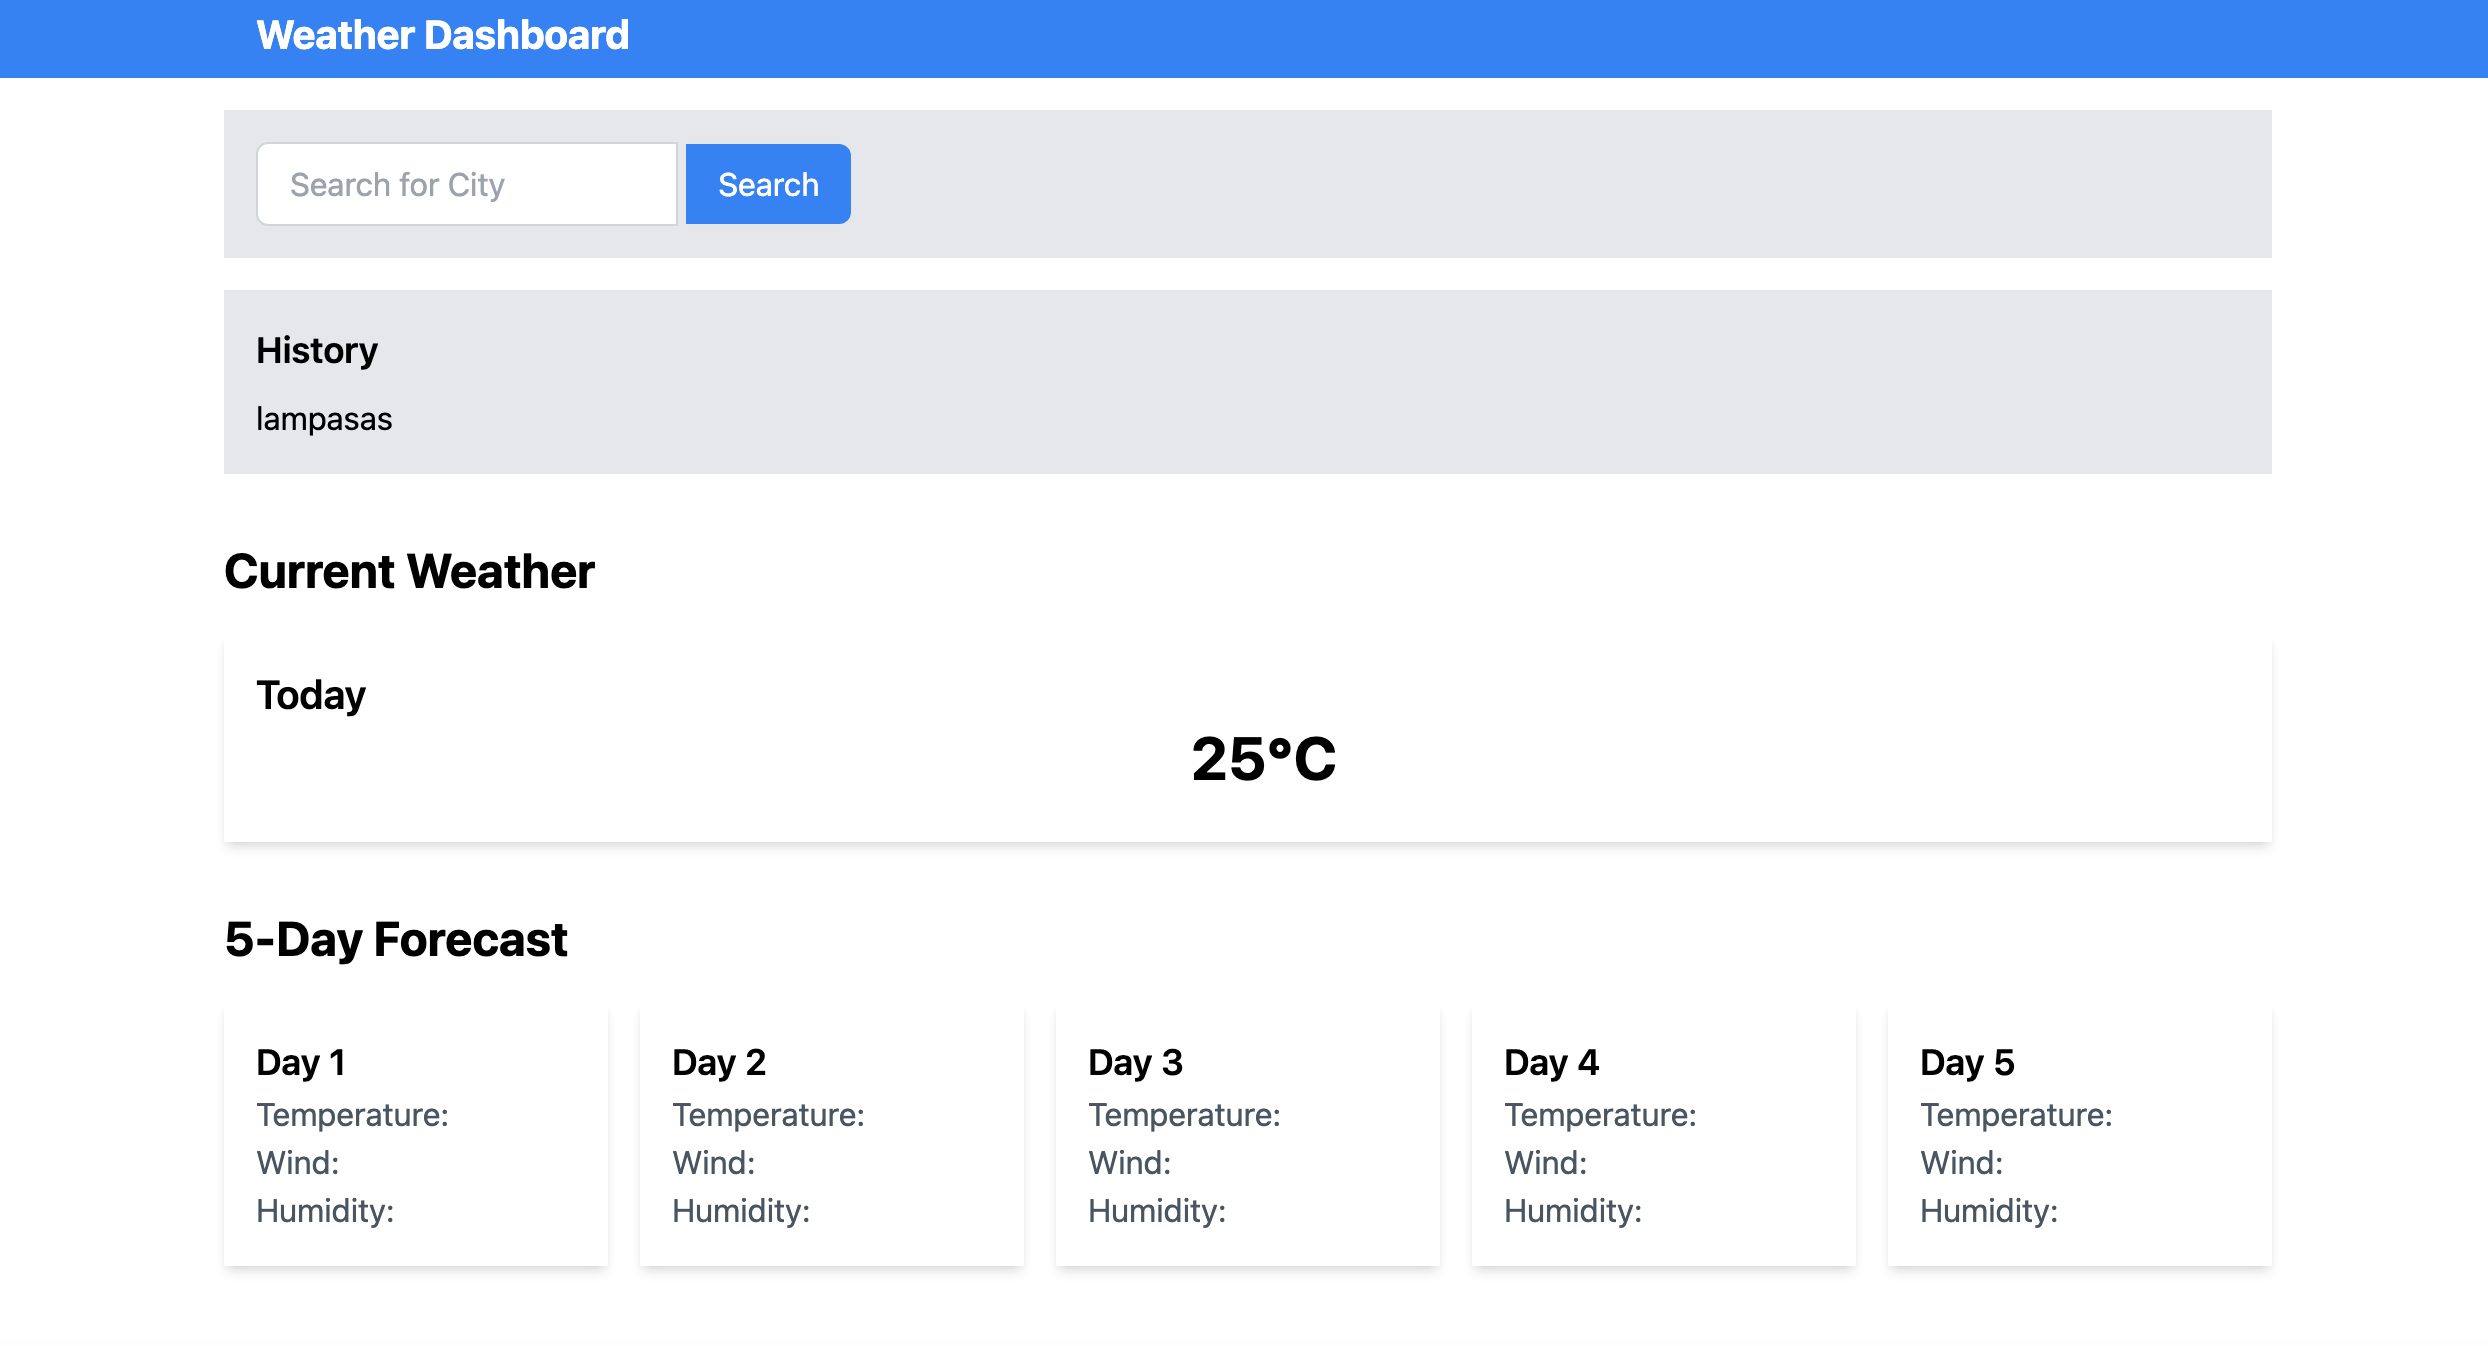 Weather Dashboard
Search for City
Search
History
lampasas
Current Weather
Today
25°C
5-Day Forecast
Day 1
Temperature:
Wind:
Humidity:
Day 2
Temperature:
Wind:
Humidity:
Day 3
Temperature:
Wind:
Humidity:
Day 4
Temperature:
Wind:
Humidity:
Day 5
Temperature:
Wind:
Humidity: